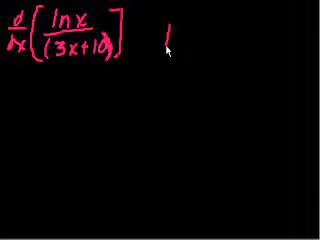 d/dx [ ln x / (3x+10) ]